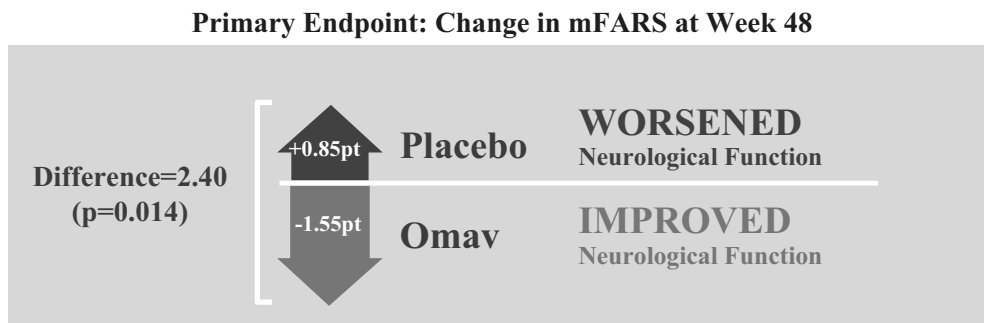 Primary Endpoint: Change in mFARS at Week 48
Difference=2.40
(p=0.014)
+0.85pt
Placebo
WORSENED
Neurological Function
-1.55pt
Omav
IMPROVED
Neurological Function